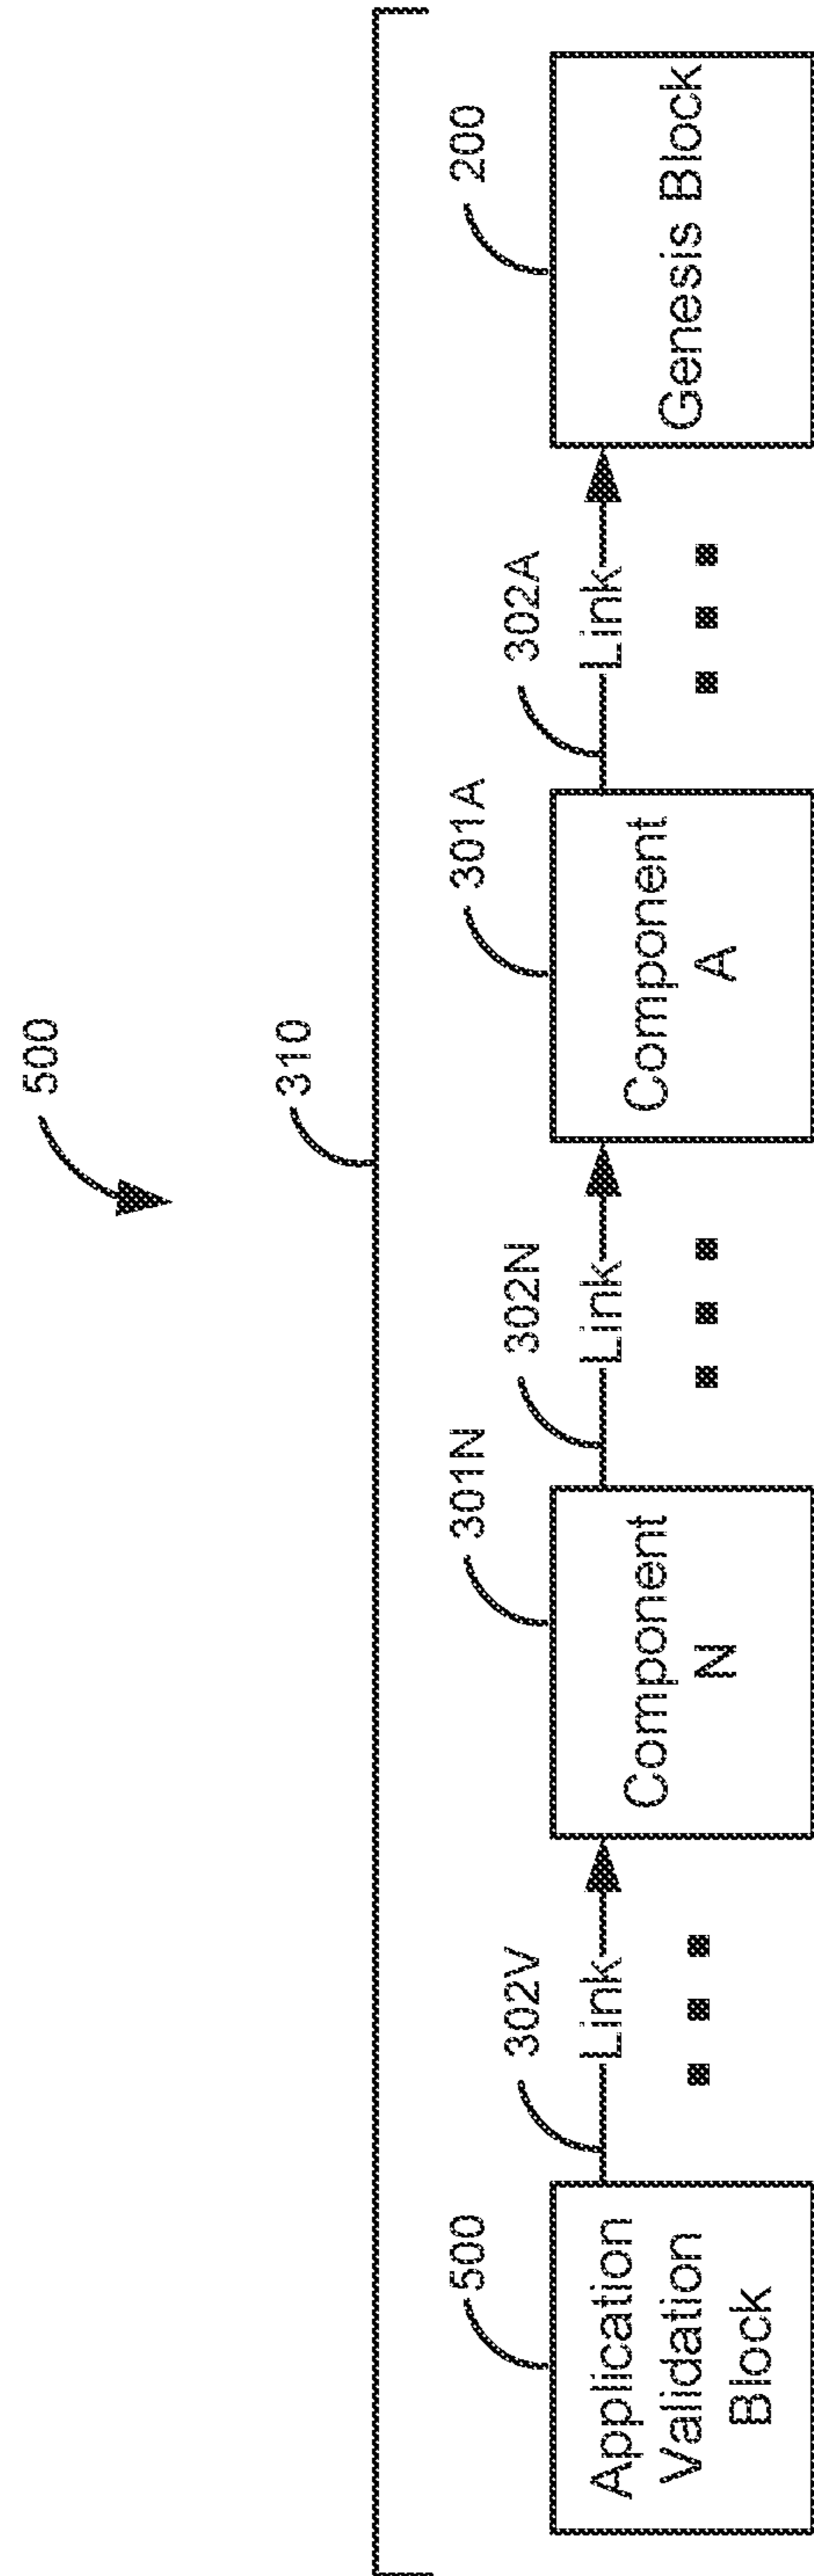 500
310
500
302V
301N
302N
301A
302A
200
Application
Validation
Block
Link
Component
N
Link
Component
A
Link
Genesis Block